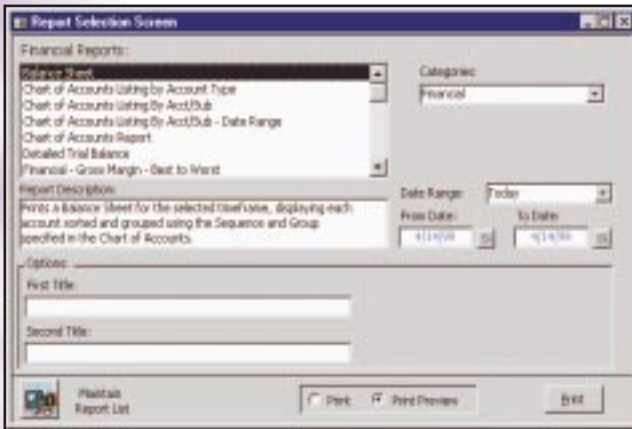 Report Selection Screen
Financial Reports:
Balance Sheet
Chart of Accounts Listing by Account Type
Chart of Accounts Listing By Acct/Sub
Chart of Accounts Listing By Acct/Sub - Date Range
Chart of Accounts Report
Detailed Trial Balance
Financial - Gross Margin - Best to Worst
Categories:
Financial
Report Description:
Prints a Balance Sheet for the selected timeframe, displaying each
account sorted and grouped using the Sequence and Group
specified in the Chart of Accounts.
Date Range:
Today
From Date:
To Date:
Options:
First Title:
Second Title:
Maintain
Report List
Print
Print Preview
Print